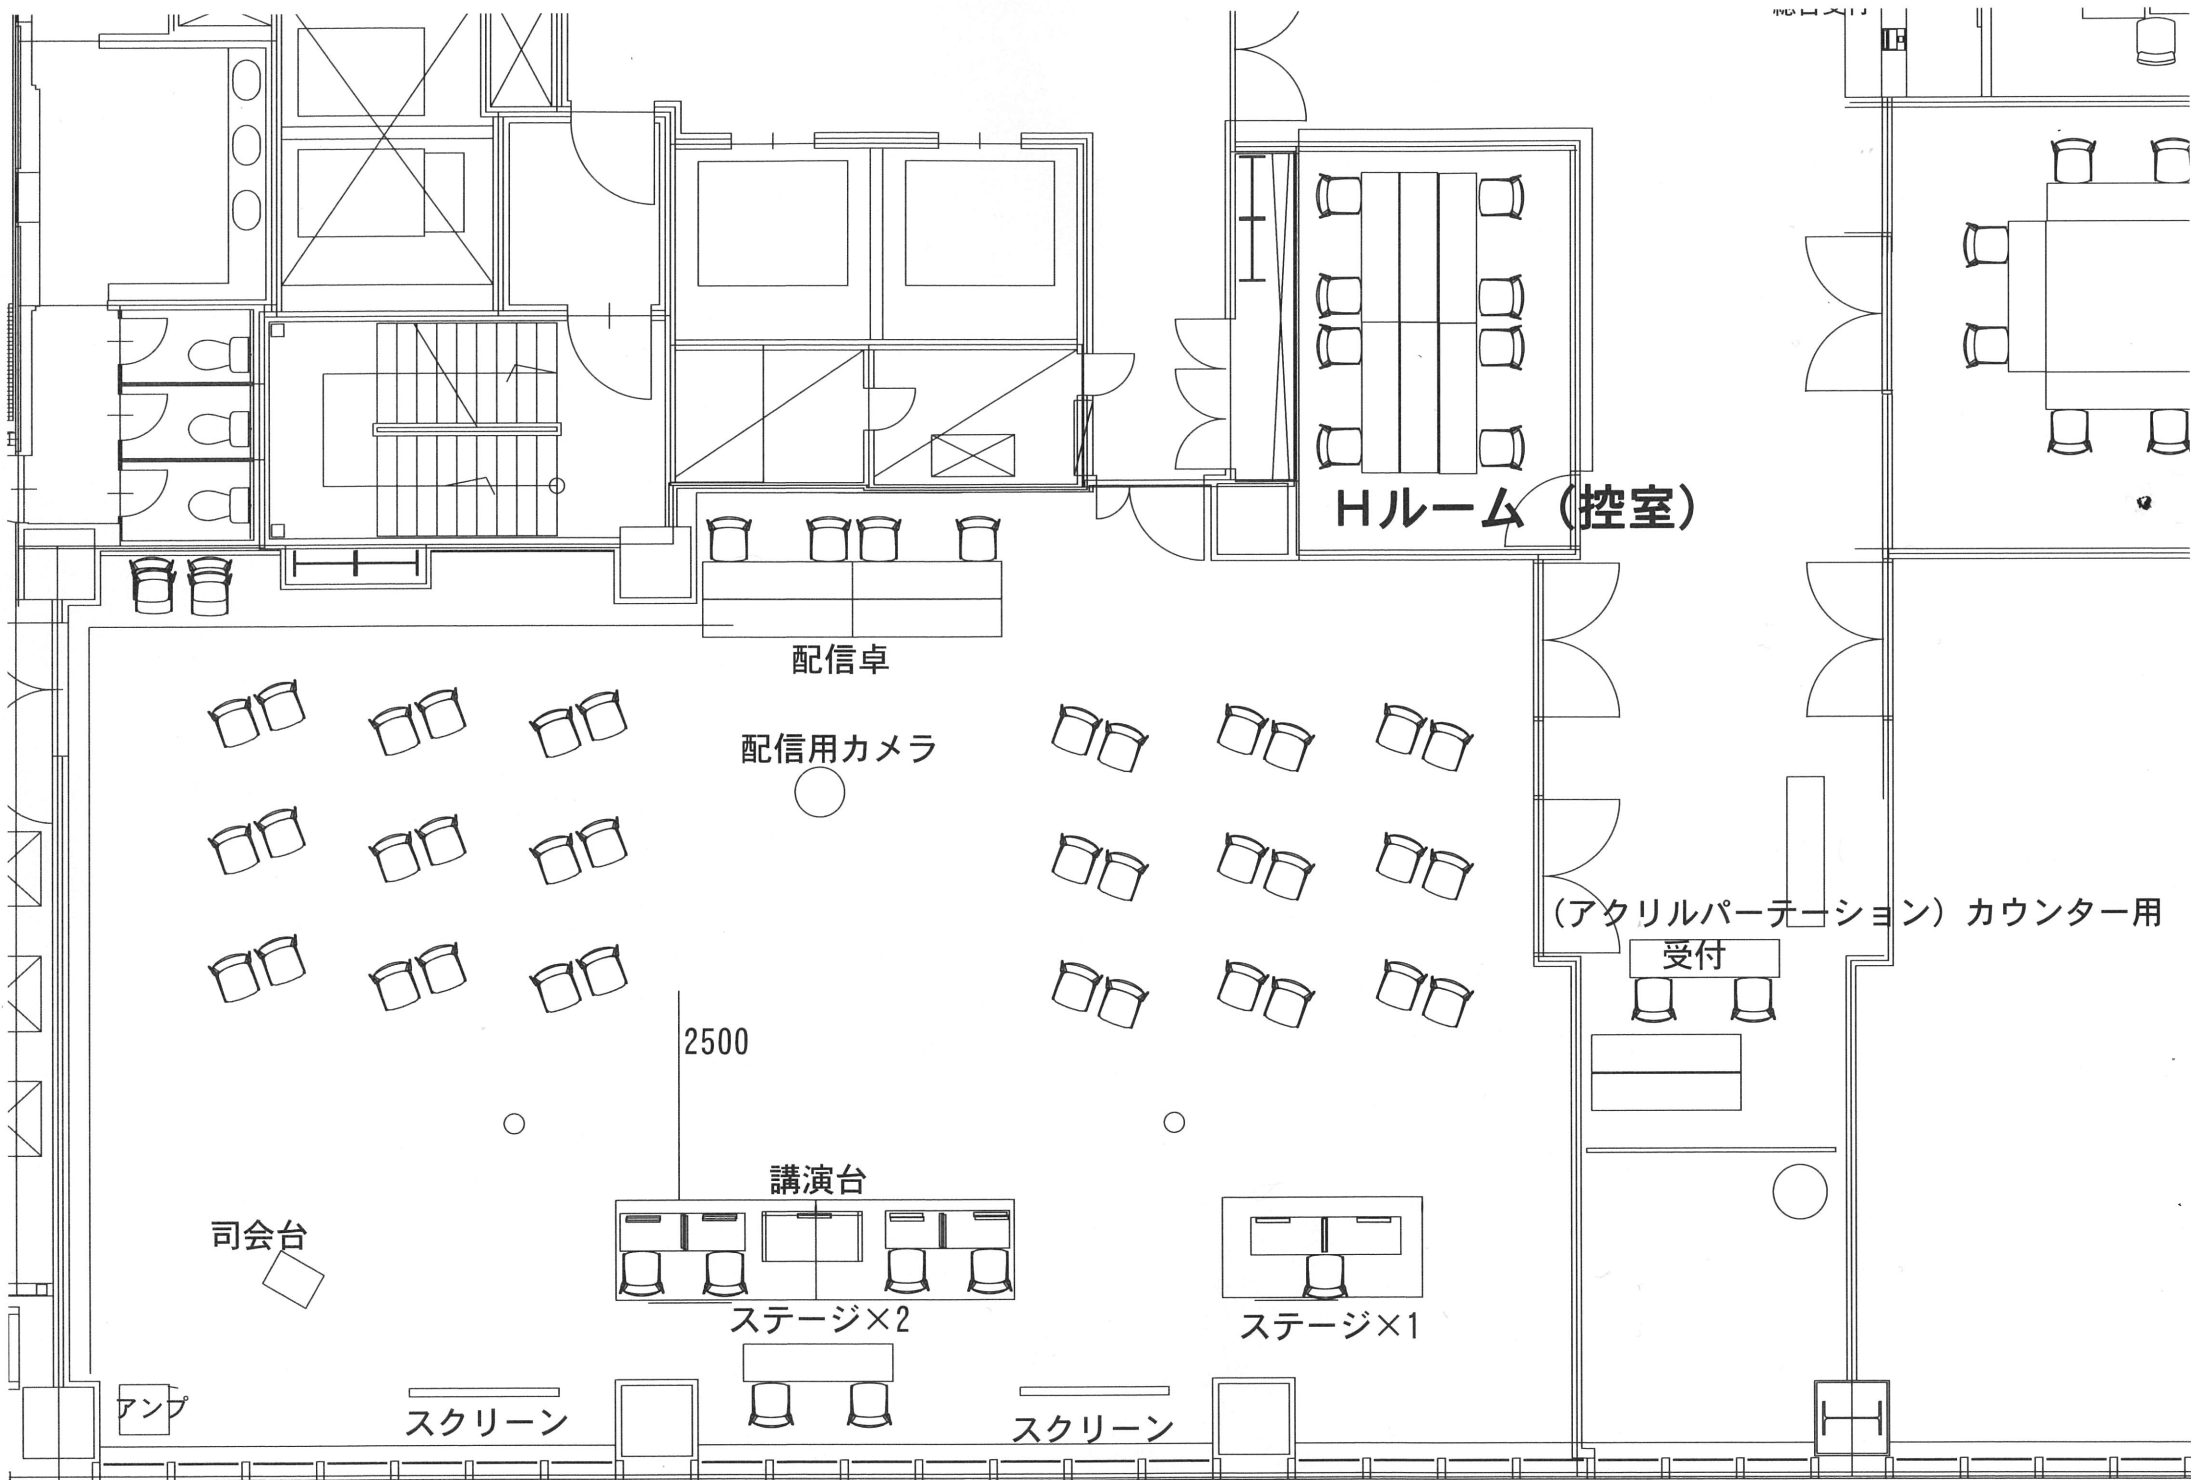 Hルーム（控室）
配信卓
配信用カメラ
（アクリルパーテーション）カウンター用
受付
2500
講演台
司会台
ステージ×2
ステージ×1
アンプ
スクリーン
スクリーン